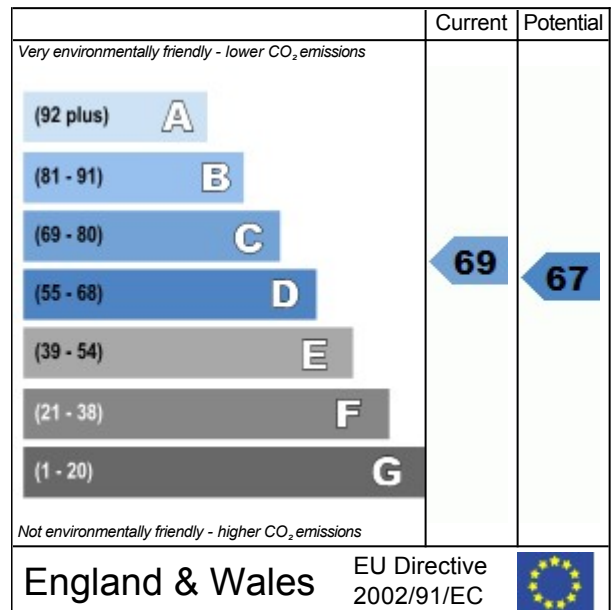 Current Potential
Very environmentally friendly - lower CO₂ emissions
(92 plus) A
(81 - 91) B
(69 - 80) C
(55 - 68) D
(39 - 54) E
(21 - 38) F
(1 - 20) G
69
67
Not environmentally friendly - higher CO₂ emissions
England & Wales
EU Directive
2002/91/EC